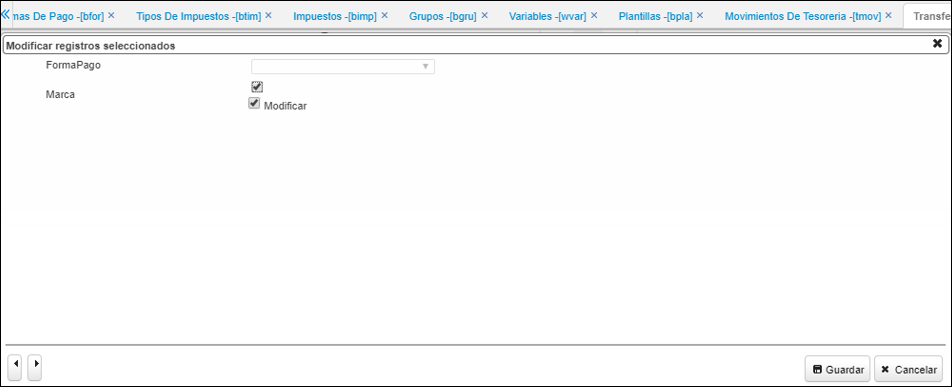 mas De Pago -[bfor] Tipos De Impuestos -[btim] Impuestos -[bimp] Grupos -[bgru] Variables -[wvar] Plantillas -[bpla] Movimientos De Tesoreria -[tmov] Transfe
Modificar registros seleccionados
FormaPago
Marca
Modificar
Guardar Cancelar